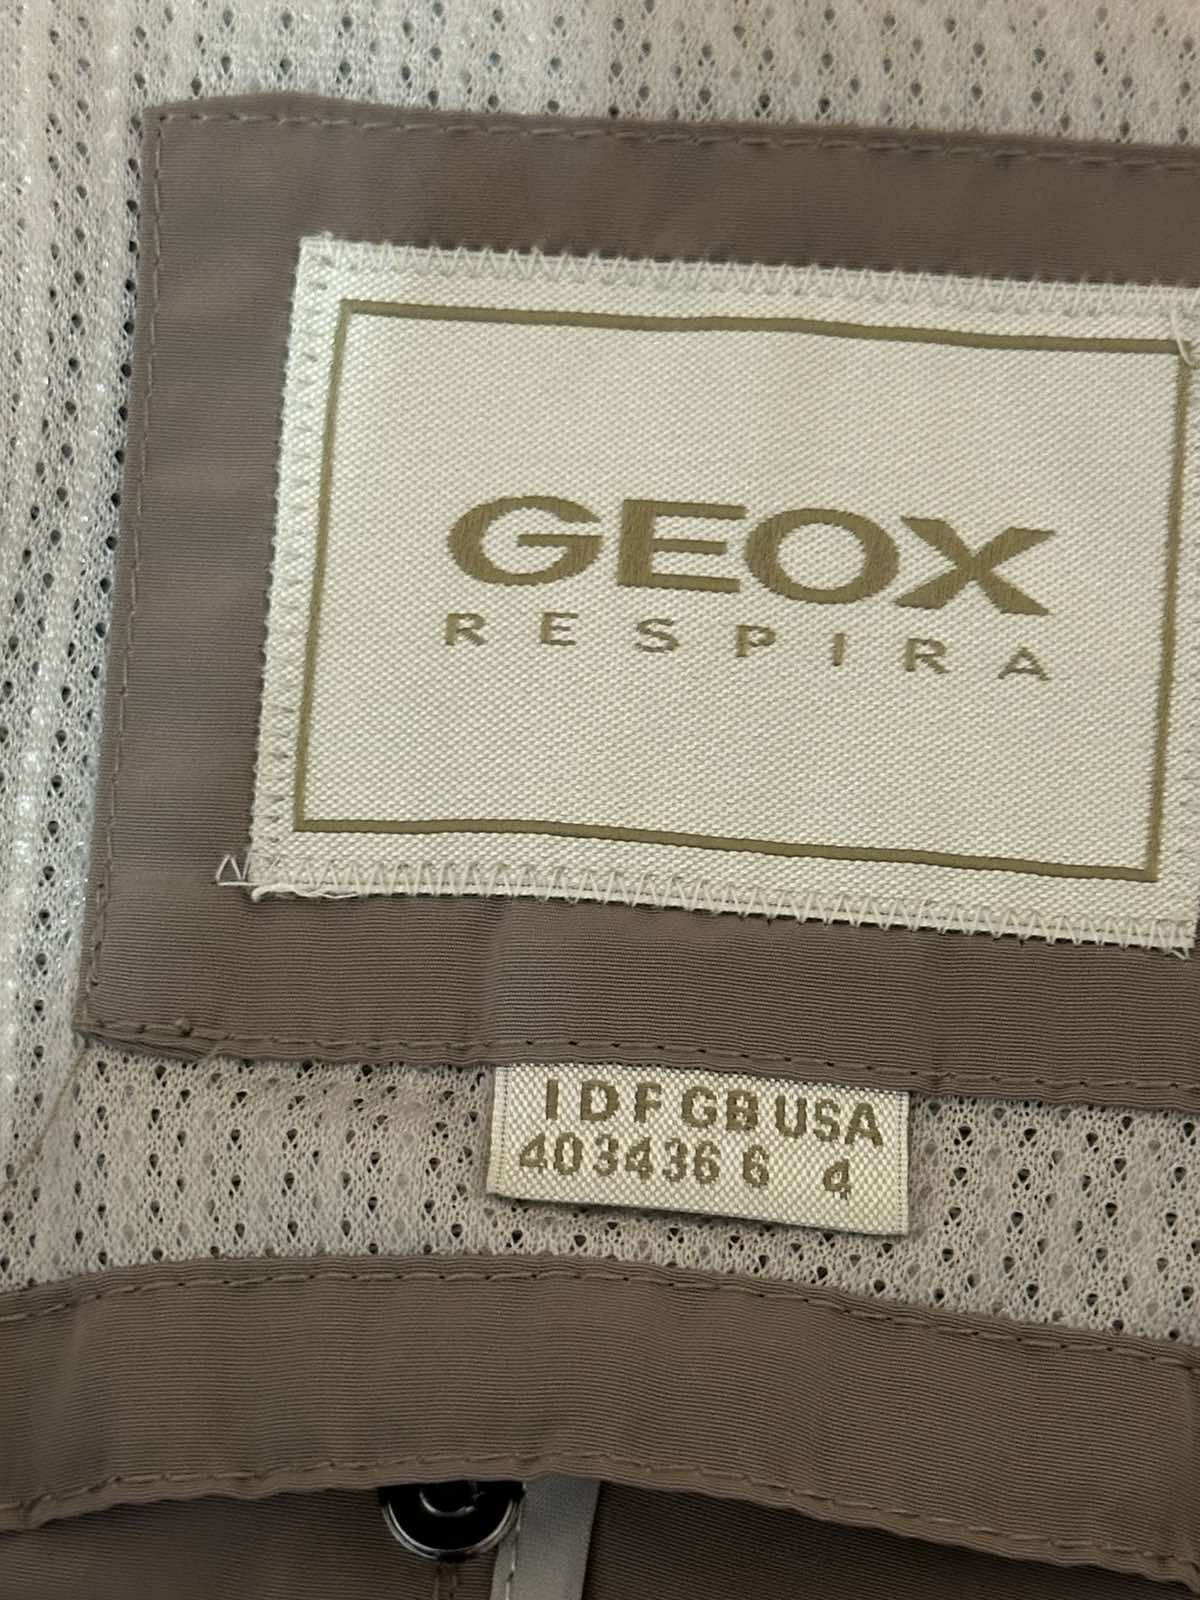 GEOX
RESPIRA
I D F GB USA
40 34 36 6 4